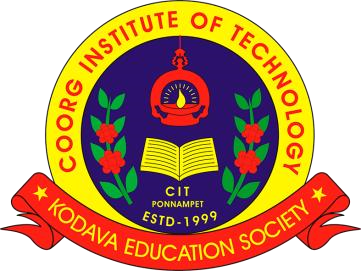 COORG INSTITUTE OF TECHNOLOGY
CIT
PONNAMPET
ESTD-1999
KODAVA EDUCATION SOCIETY